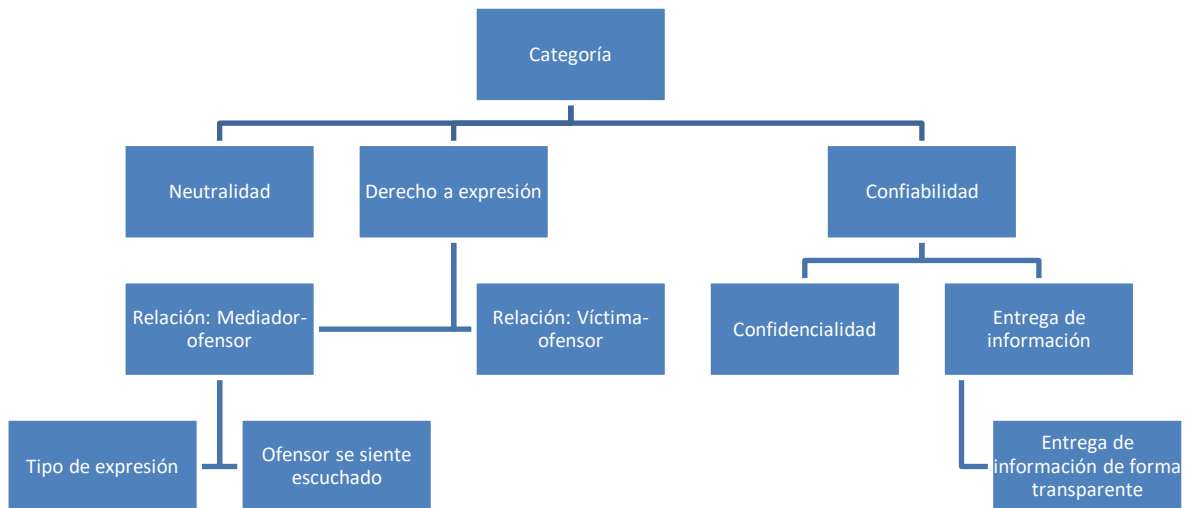 Categoría
Neutralidad
Derecho a expresión
Confiabilidad
Relación: Mediador-
ofensor
Relación: Víctima-
ofensor
Confidencialidad
Entrega de
información
Tipo de expresión
Ofensor se siente
escuchado
Entrega de
información de forma
transparente